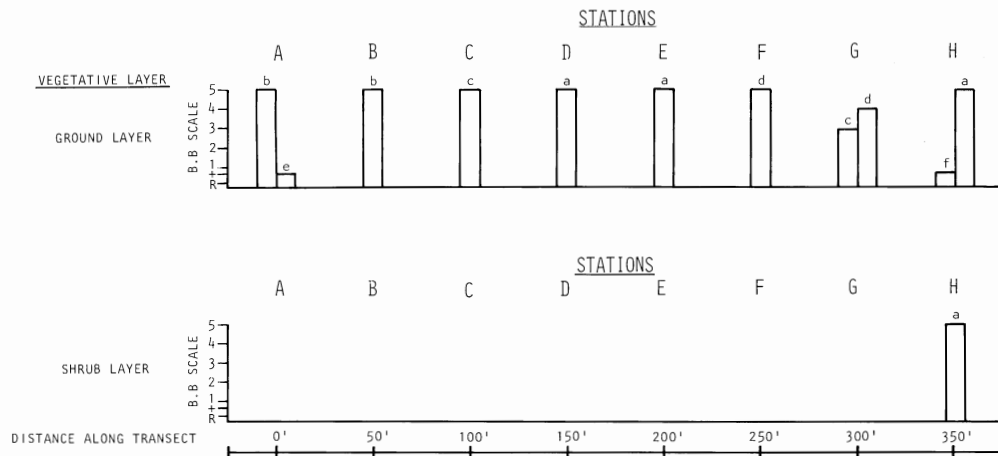 STATIONS
A B C D E F G H
VEGETATIVE LAYER
GROUND LAYER
B.B SCALE
5
4
3
2
1
+
R
b e b c a a d c d f a
STATIONS
A B C D E F G H
SHRUB LAYER
B.B SCALE
5
4
3
2
1
+
R
a
DISTANCE ALONG TRANSECT 0' 50' 100' 150' 200' 250' 300' 350'